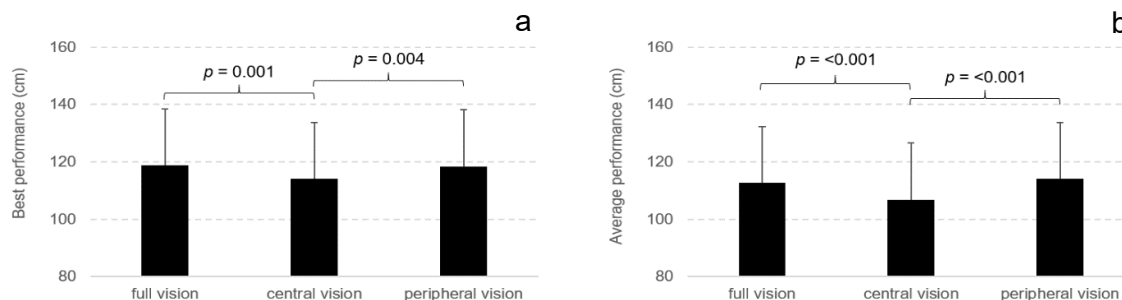 a
160
p = 0.001
p = 0.004
140
120
100
80
Best performance (cm)
full vision
central vision
peripheral vision
b
160
p = <0.001
p = <0.001
140
120
100
80
Average performance (cm)
full vision
central vision
peripheral vision